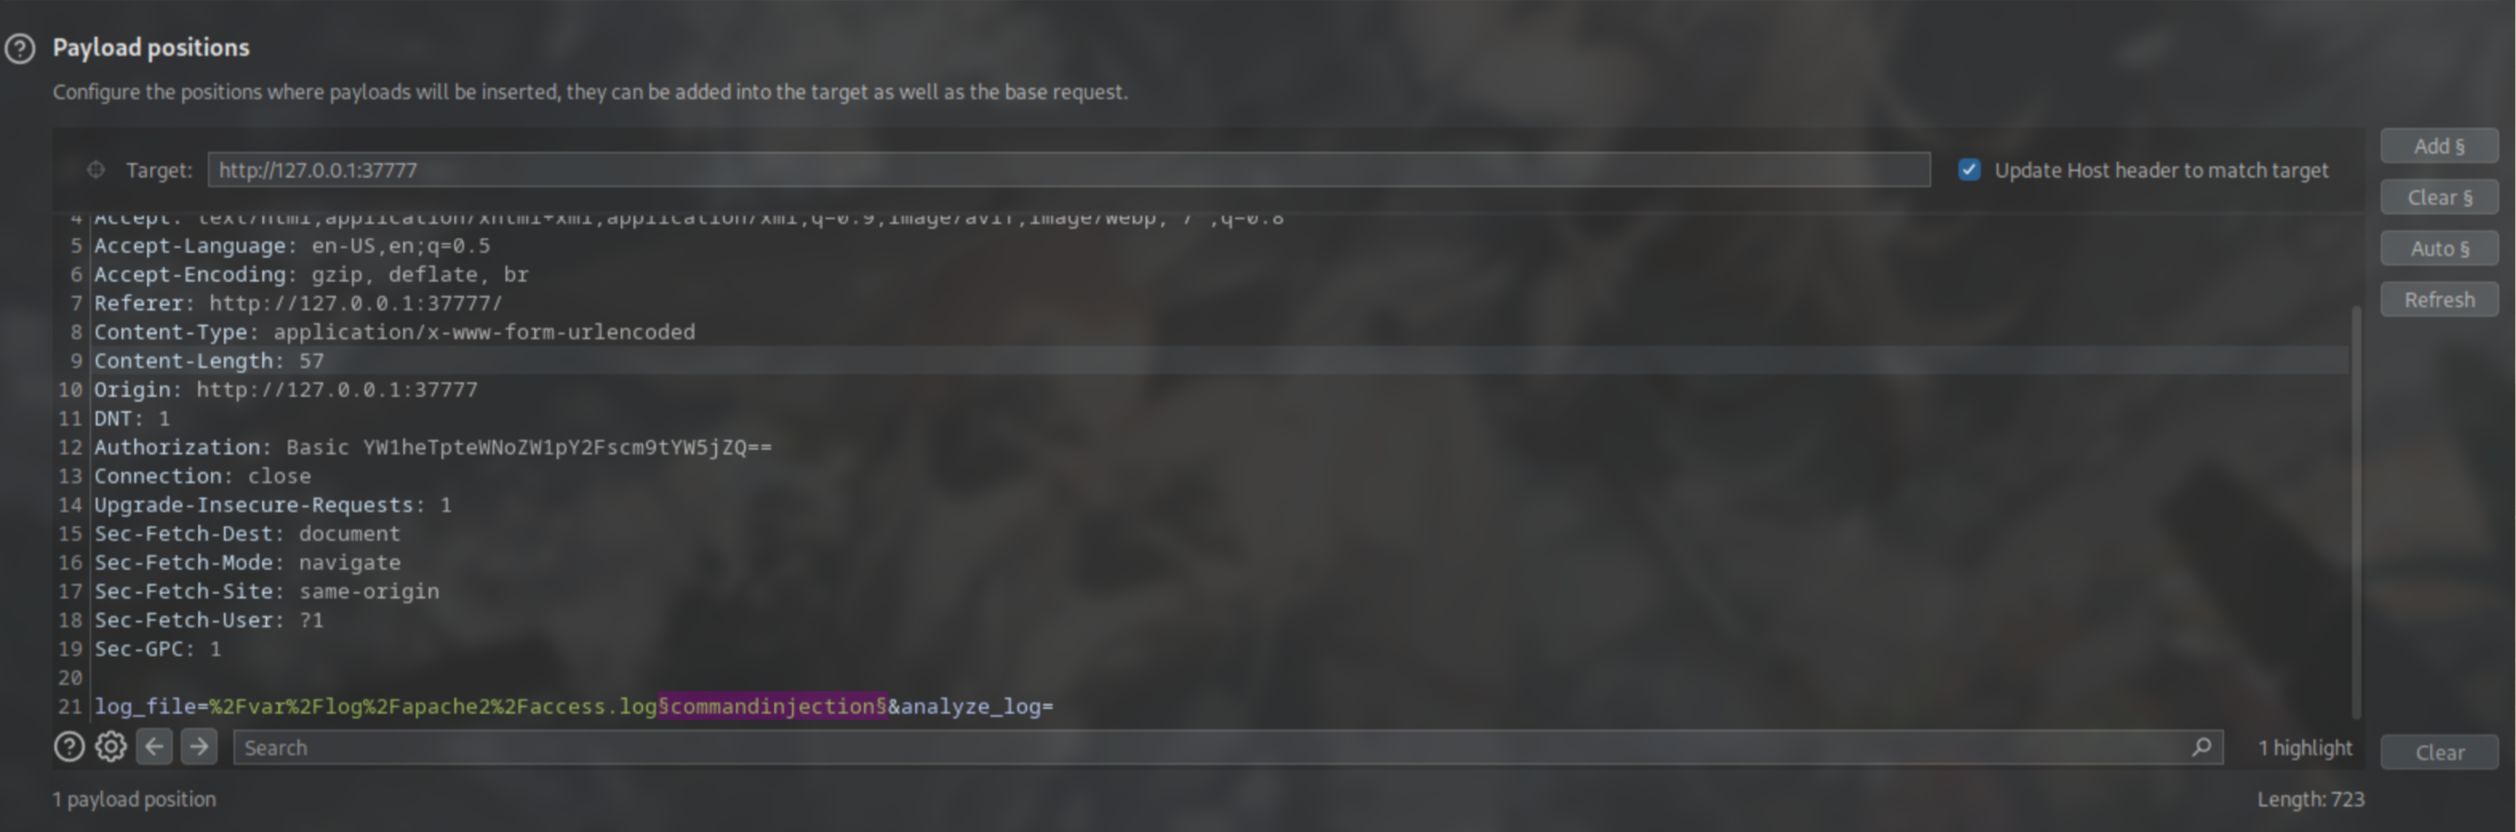 Payload positions
Configure the positions where payloads will be inserted, they can be added into the target as well as the base request.
Target: http://127.0.0.1:37777 Update Host header to match target
Add §
Clear §
Auto §
Refresh
4 Accept: text/html,application/xhtml+xml,application/xml,q=0.9,image/avif,image/webp,*/*,q=0.8
5 Accept-Language: en-US,en;q=0.5
6 Accept-Encoding: gzip, deflate, br
7 Referer: http://127.0.0.1:37777/
8 Content-Type: application/x-www-form-urlencoded
9 Content-Length: 57
10 Origin: http://127.0.0.1:37777
11 DNT: 1
12 Authorization: Basic YW1heTpteWNoZW1pY2Fscm9tYW5jZQ==
13 Connection: close
14 Upgrade-Insecure-Requests: 1
15 Sec-Fetch-Dest: document
16 Sec-Fetch-Mode: navigate
17 Sec-Fetch-Site: same-origin
18 Sec-Fetch-User: ?1
19 Sec-GPC: 1
20
21 log_file=%2Fvar%2Flog%2Fapache2%2Faccess.log§commandinjection§&analyze_log=
Search
1 highlight
Clear
1 payload position
Length: 723